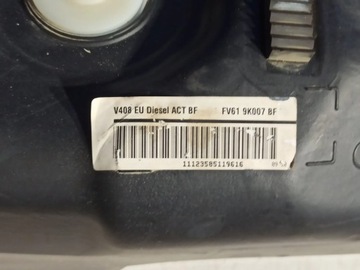 V408 EU Diesel ACT BF FV61 9K007 BF
11123585119616